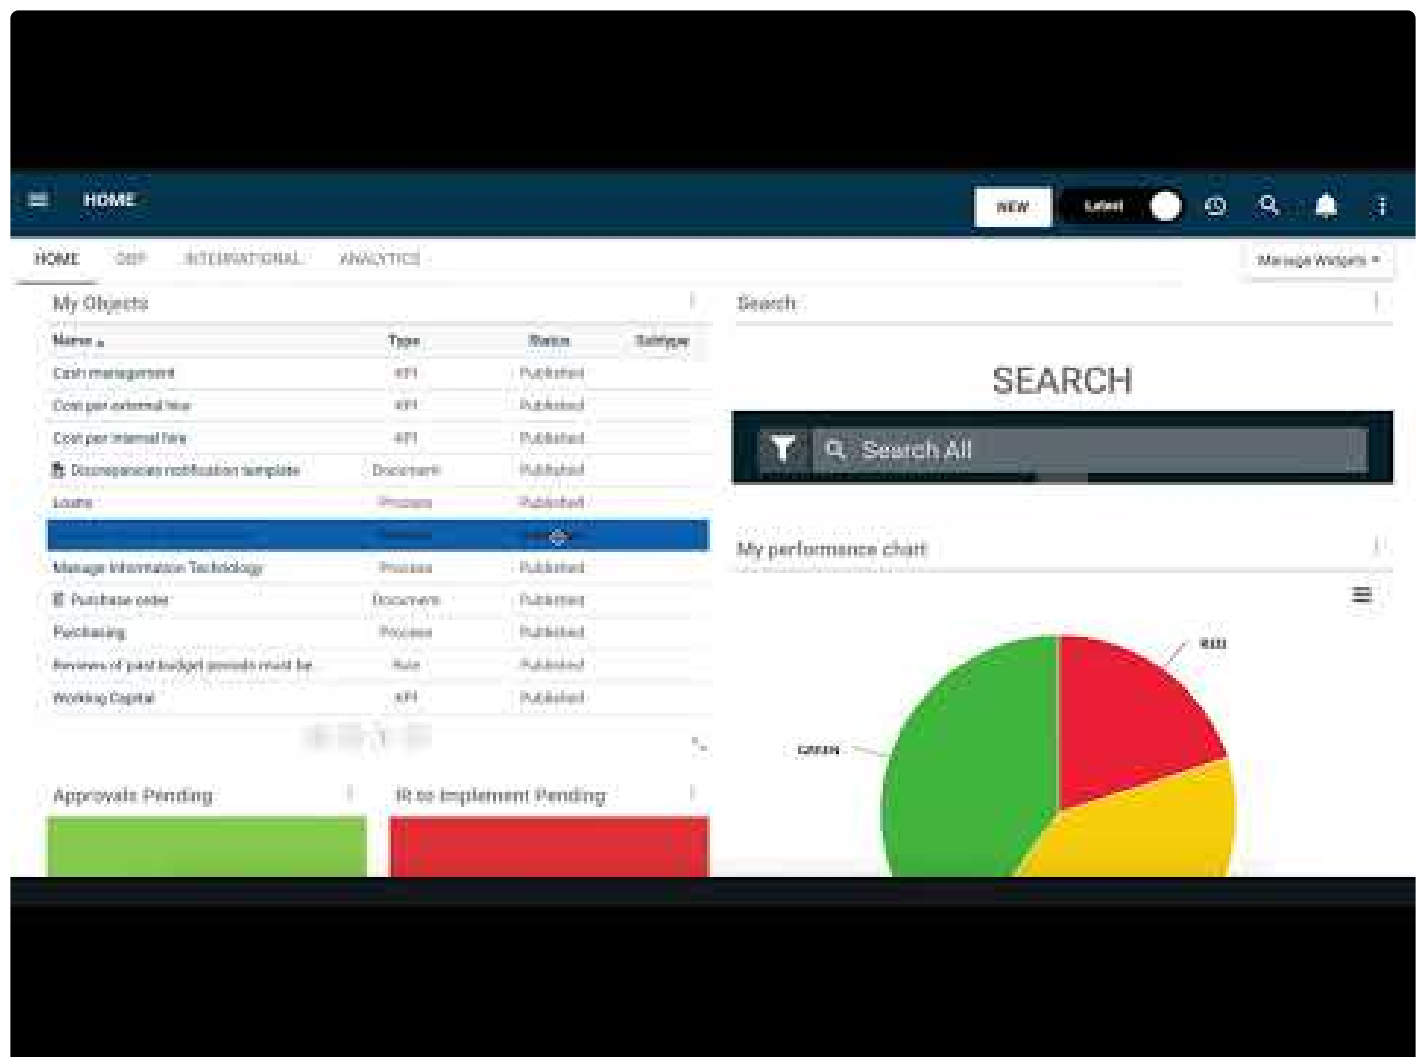 HOME
NEW Latest
HOME INTERNATIONAL ANALYTICS
Manage Widgets
My Objects
Name Type Status Subtype
Cash management KPI Published
Cost per external hire KPI Published
Cost per internal hire KPI Published
Discrepancies notification template Document Published
Loans Process Published
Manage Information Technology Process Published
Purchase order Document Published
Purchasing Process Published
Reviews of past budget periods must be Rule Published
Working Capital KPI Published
1
Approvals Pending
IR to Implement Pending
Search
SEARCH
Search All
My performance chart
RED
GREEN